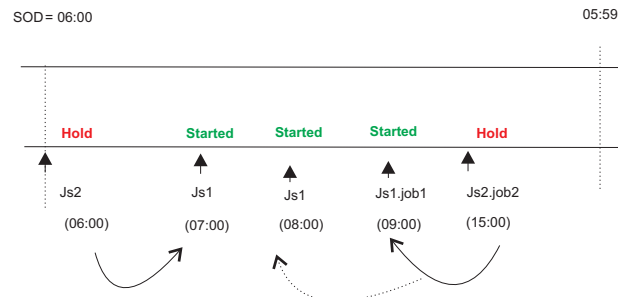 SOD = 06:00 05:59
Hold Started Started Started Hold
Js2 Js1 Js1 Js1.job1 Js2.job2
(06:00) (07:00) (08:00) (09:00) (15:00)